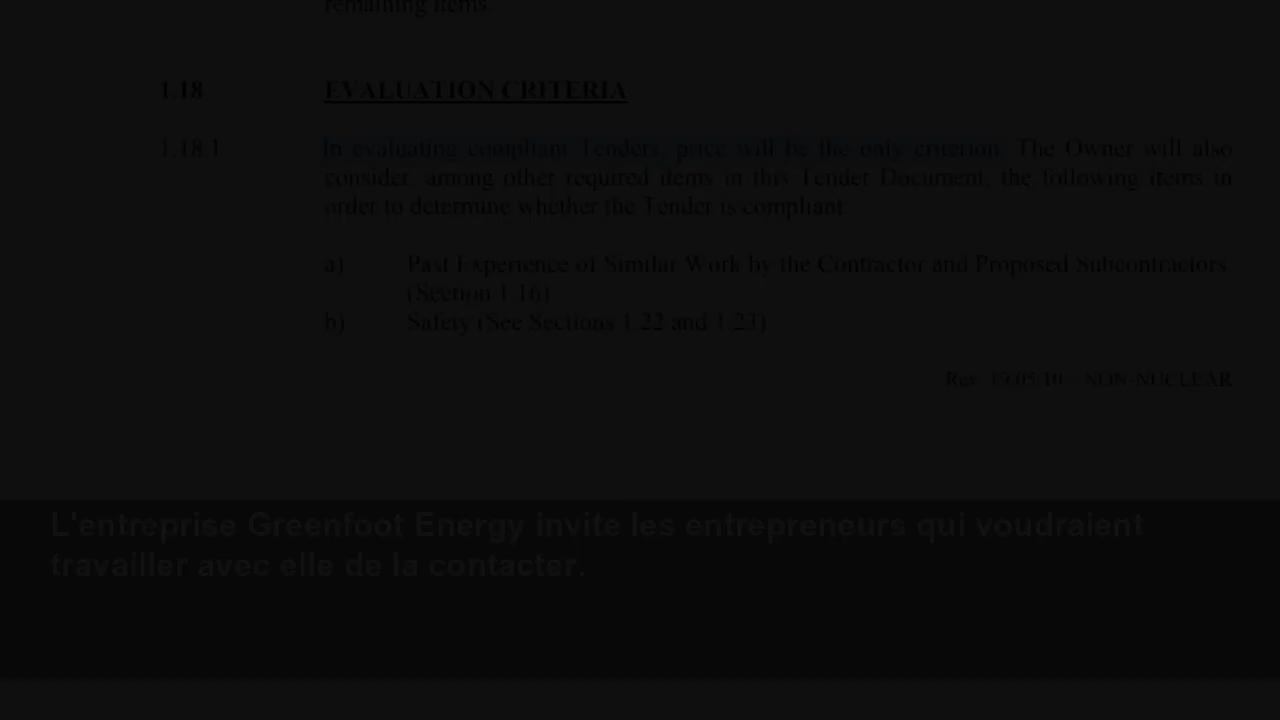 remaining items.
1.18 EVALUATION CRITERIA
1.18.1 In evaluating compliant Tenders, price will be the only criterion. The Owner will also
consider, among other required items in this Tender Document, the following items in
order to determine whether the Tender is compliant:
a) Past Experience of Similar Work by the Contractor and Proposed Subcontractors.
(Section 1.16)
b) Safety (See Sections 1.22 and 1.23)
Rev. NON-NUCLEAR
L'entreprise Greenfoot Energy invite les entrepreneurs qui voudraient
travailler avec elle de la contacter.